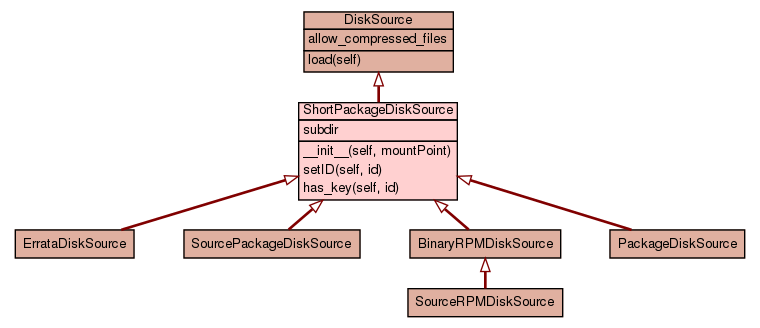 DiskSource
allow_compressed_files
load(self)
ShortPackageDiskSource
subdir
__init__(self, mountPoint)
setID(self, id)
has_key(self, id)
ErrataDiskSource
SourcePackageDiskSource
BinaryRPMDiskSource
PackageDiskSource
SourceRPMDiskSource